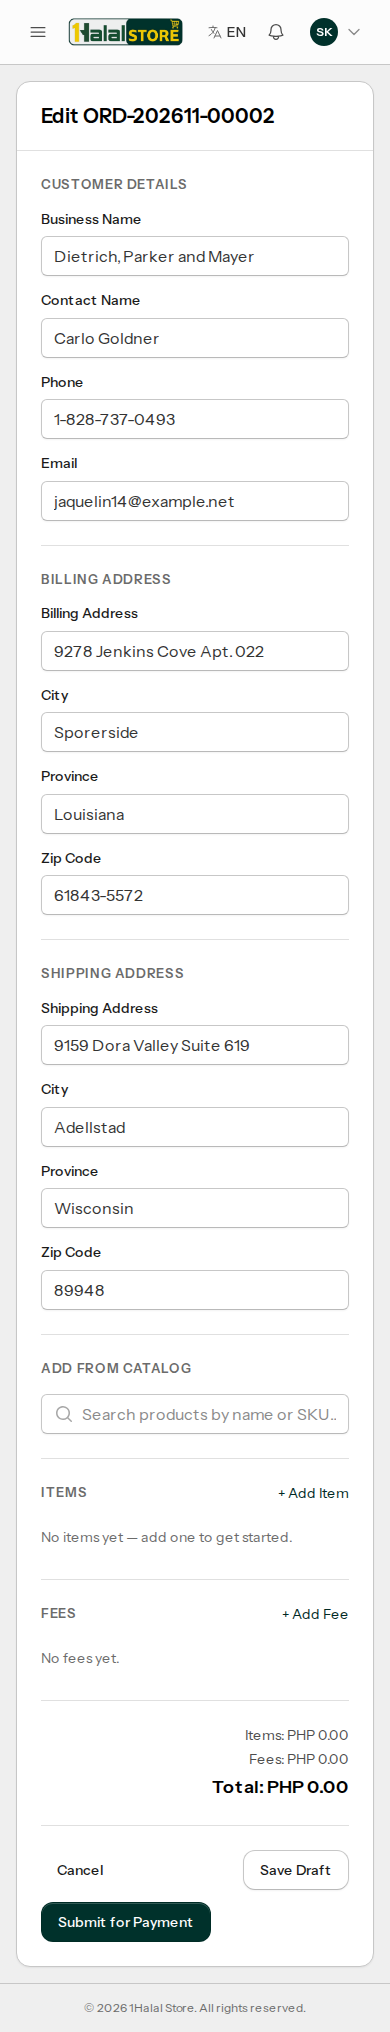 1Halal STORE
EN
SK
Edit ORD-202611-00002
CUSTOMER DETAILS
Business Name
Dietrich, Parker and Mayer
Contact Name
Carlo Goldner
Phone
1-828-737-0493
Email
jaquelin14@example.net
BILLING ADDRESS
Billing Address
9278 Jenkins Cove Apt. 022
City
Sporerside
Province
Louisiana
Zip Code
61843-5572
SHIPPING ADDRESS
Shipping Address
9159 Dora Valley Suite 619
City
Adellstad
Province
Wisconsin
Zip Code
89948
ADD FROM CATALOG
Search products by name or SKU..
ITEMS
+ Add Item
No items yet — add one to get started.
FEES
+ Add Fee
No fees yet.
Items: PHP 0.00
Fees: PHP 0.00
Total: PHP 0.00
Cancel
Save Draft
Submit for Payment
© 2026 1Halal Store. All rights reserved.